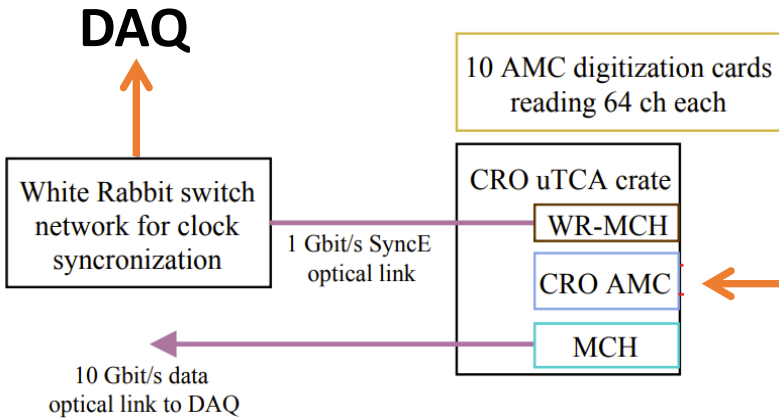 DAQ
10 AMC digitization cards
reading 64 ch each
White Rabbit switch
network for clock
syncronization
CRO uTCA crate
WR-MCH
1 Gbit/s SyncE
optical link
CRO AMC
MCH
10 Gbit/s data
optical link to DAQ